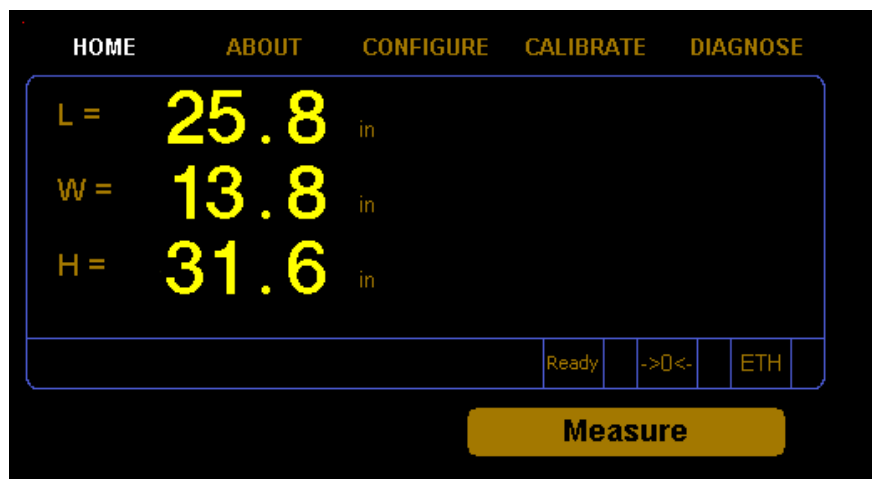 HOME ABOUT CONFIGURE CALIBRATE DIAGNOSE
L = 25.8 in
W = 13.8 in
H = 31.6 in
Ready ->0<- ETH
Measure